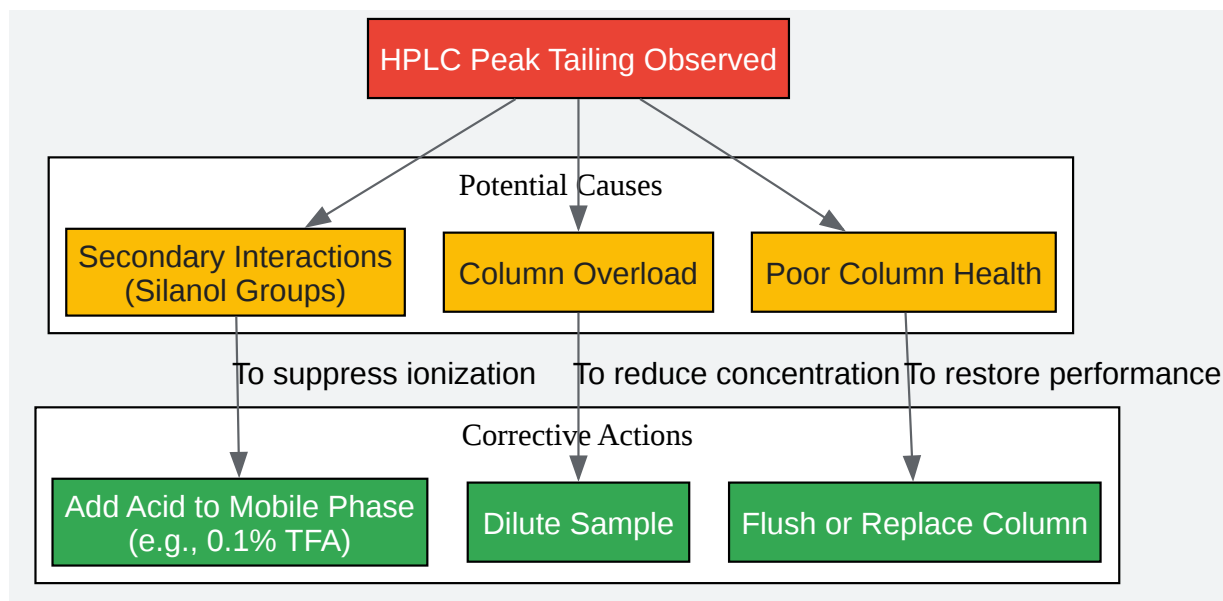 HPLC Peak Tailing Observed
Potential Causes
Secondary Interactions
(Silanol Groups)
Column Overload
Poor Column Health
To suppress ionization
To reduce concentration
To restore performance
Corrective Actions
Add Acid to Mobile Phase
(e.g., 0.1% TFA)
Dilute Sample
Flush or Replace Column